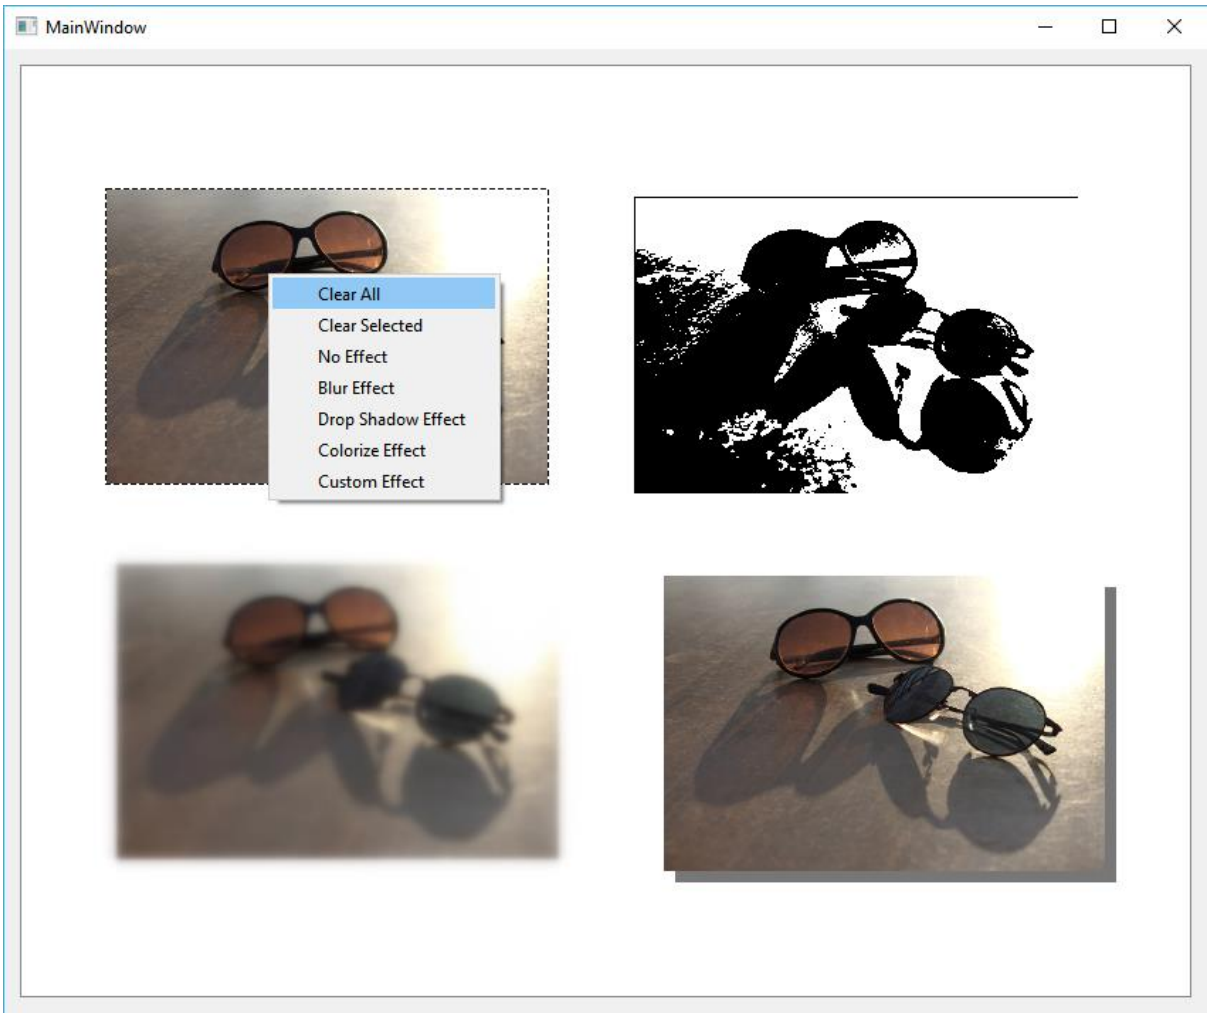 MainWindow
Clear All
Clear Selected
No Effect
Blur Effect
Drop Shadow Effect
Colorize Effect
Custom Effect